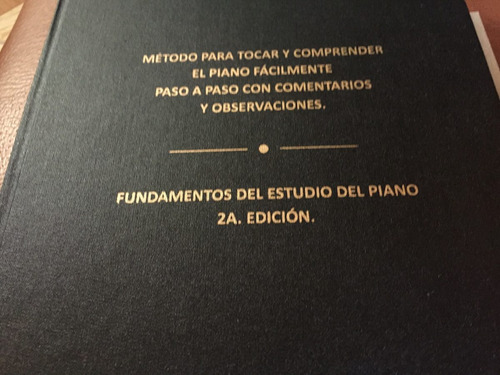 MÉTODO PARA TOCAR Y COMPRENDER
EL PIANO FÁCILMENTE
PASO A PASO CON COMENTARIOS
Y OBSERVACIONES.
FUNDAMENTOS DEL ESTUDIO DEL PIANO
2A. EDICIÓN.